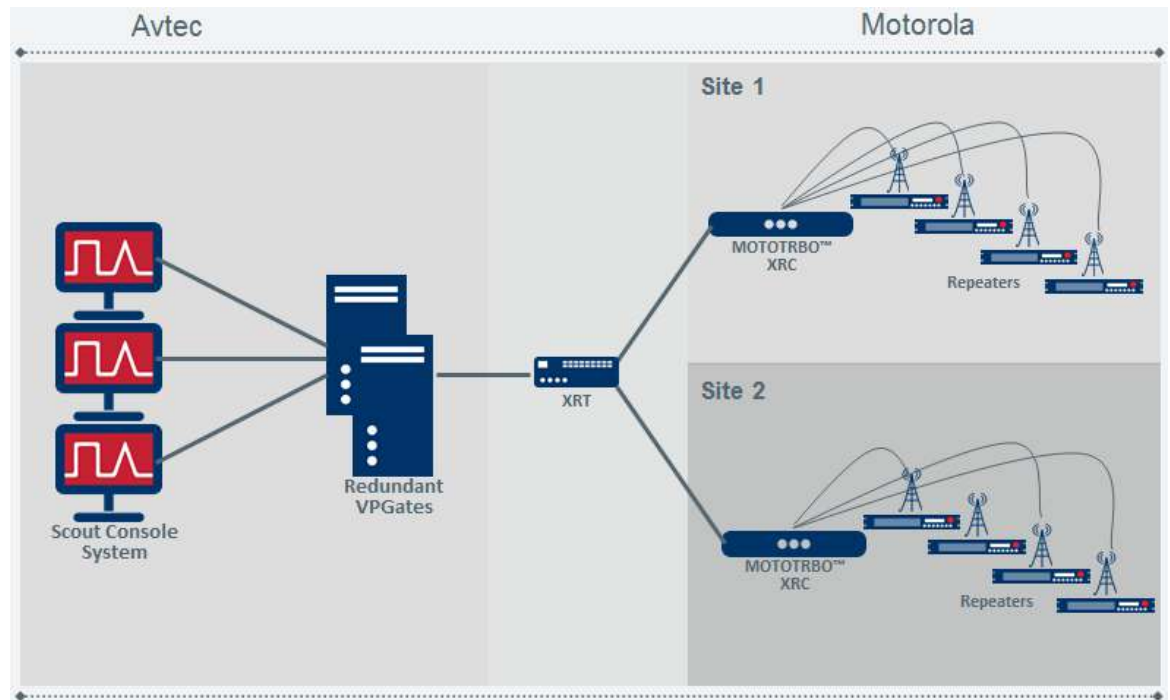 Avtec
Motorola
Site 1
MOTOTRBO™
XRC
Repeaters
XRT
Redundant
VPGates
Scout Console
System
Site 2
MOTOTRBO™
XRC
Repeaters